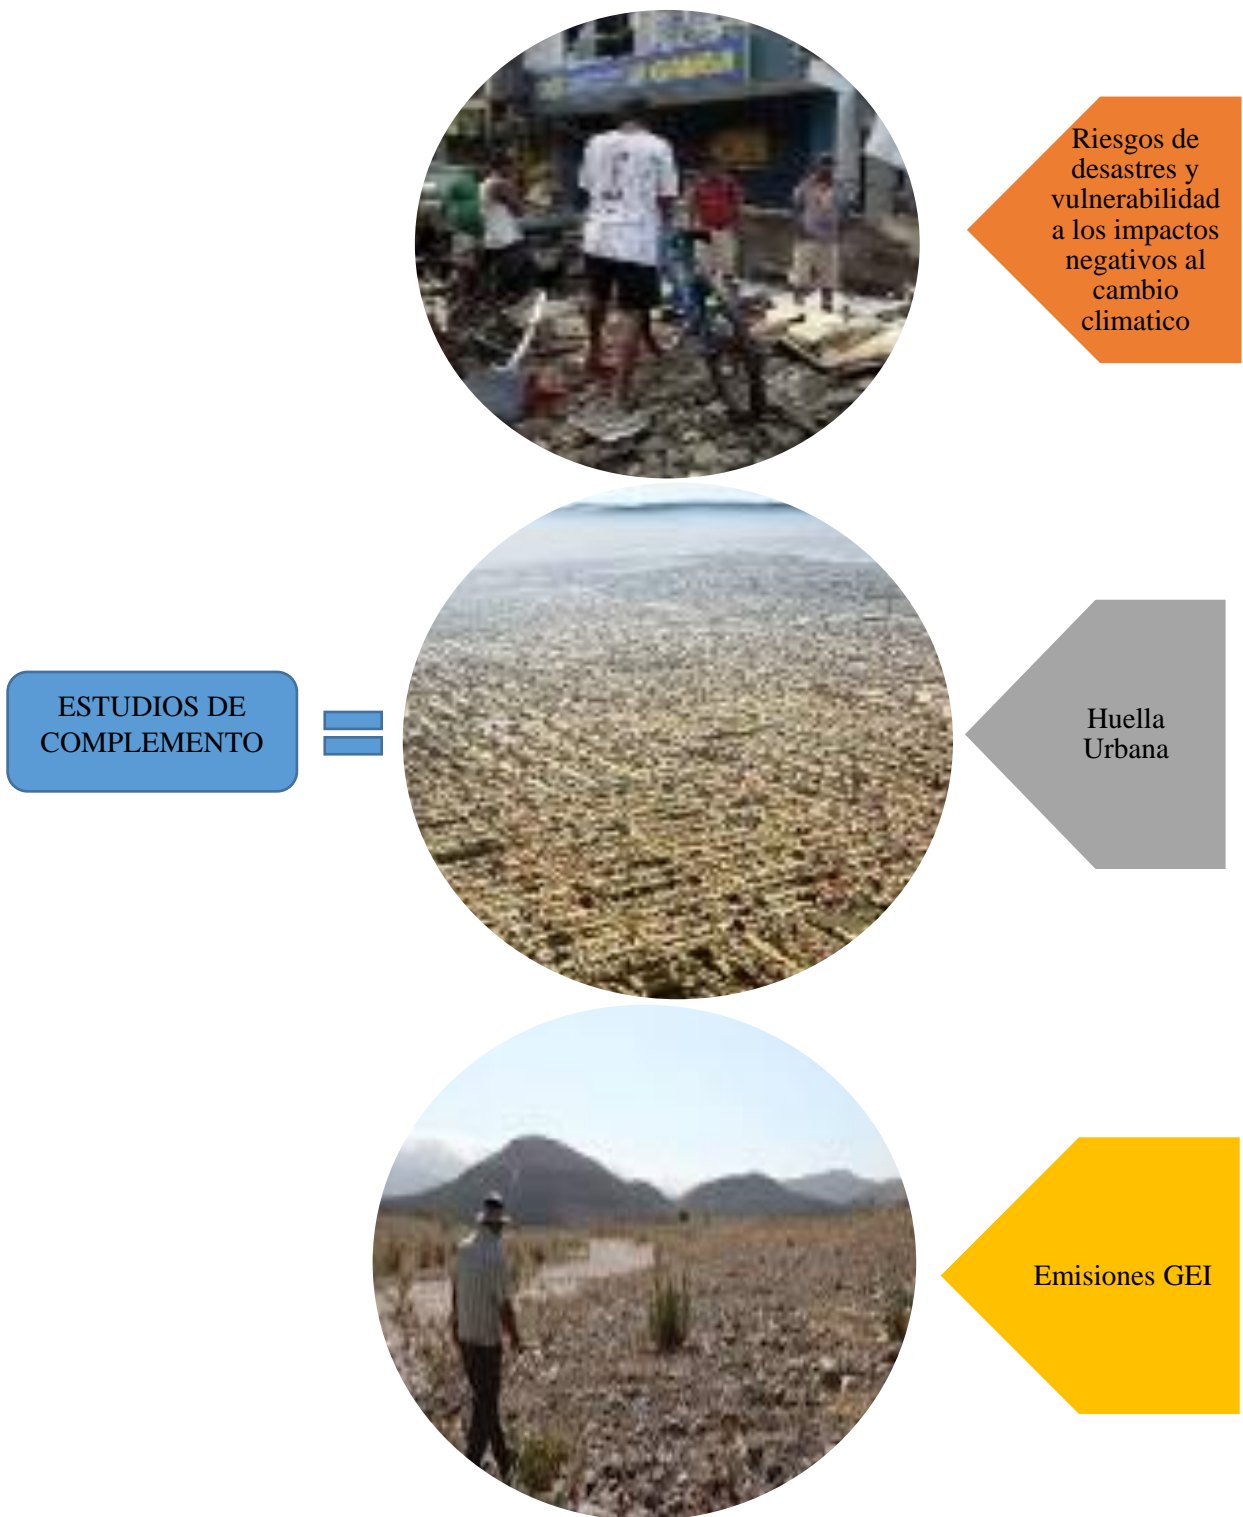 Riesgos de
desastres y
vulnerabilidad
a los impactos
negativos al
cambio
climatico
ESTUDIOS DE
COMPLEMENTO
Huella
Urbana
Emisiones GEI